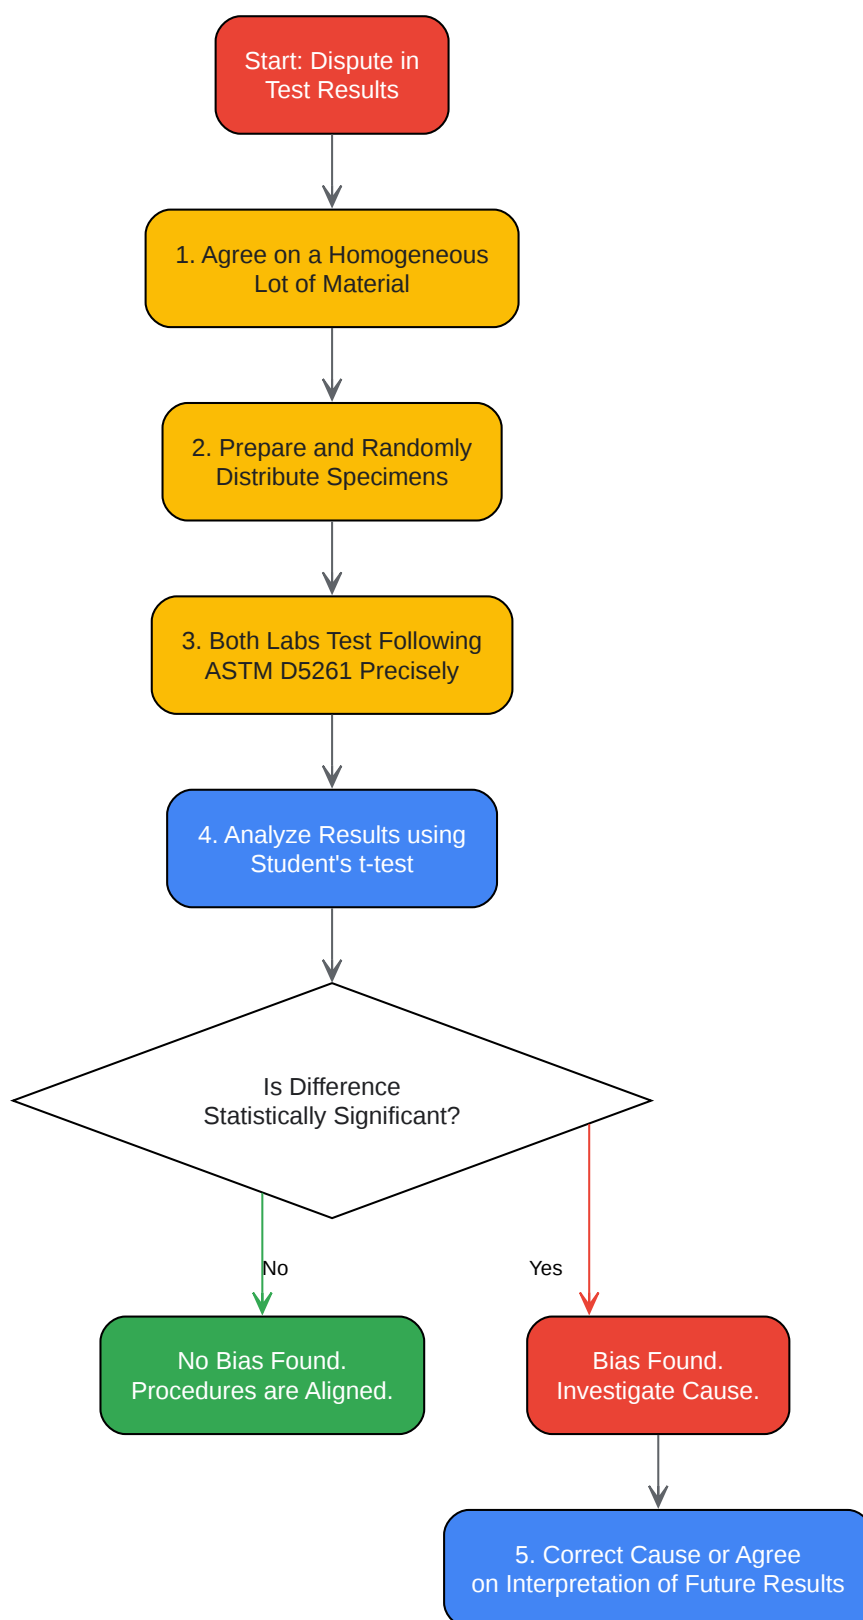 Start: Dispute in
Test Results
1. Agree on a Homogeneous
Lot of Material
2. Prepare and Randomly
Distribute Specimens
3. Both Labs Test Following
ASTM D5261 Precisely
4. Analyze Results using
Student's t-test
Is Difference
Statistically Significant?
No
Yes
No Bias Found.
Procedures are Aligned.
Bias Found.
Investigate Cause.
5. Correct Cause or Agree
on Interpretation of Future Results